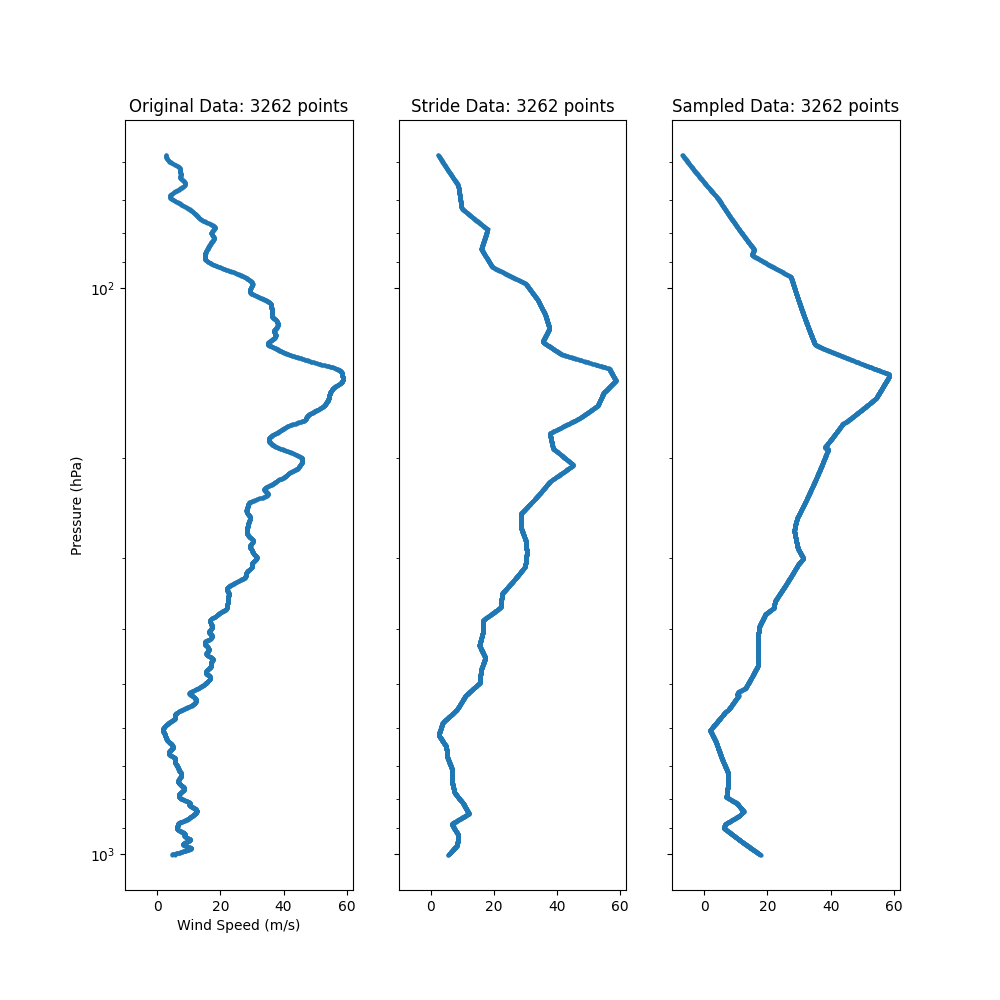 Original Data: 3262 points
Stride Data: 3262 points
Sampled Data: 3262 points
Pressure (hPa)
10²
10³
0 20 40 60
0 20 40 60
0 20 40 60
Wind Speed (m/s)